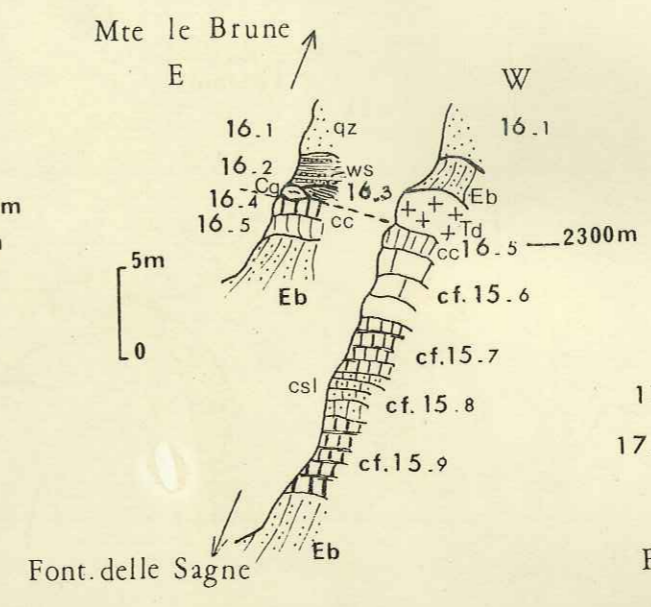 Mte le Brune
E
W
16.1
qz
16.1
16.2
ws
Cg
16.3
16.4
Eb
m
16.5
cc
Td
cc 16.5
2300m
5m
Eb
cf. 15.6
0
cf. 15.7
csl
cf. 15.8
1
17
cf. 15.9
Eb
Font. delle Sagne